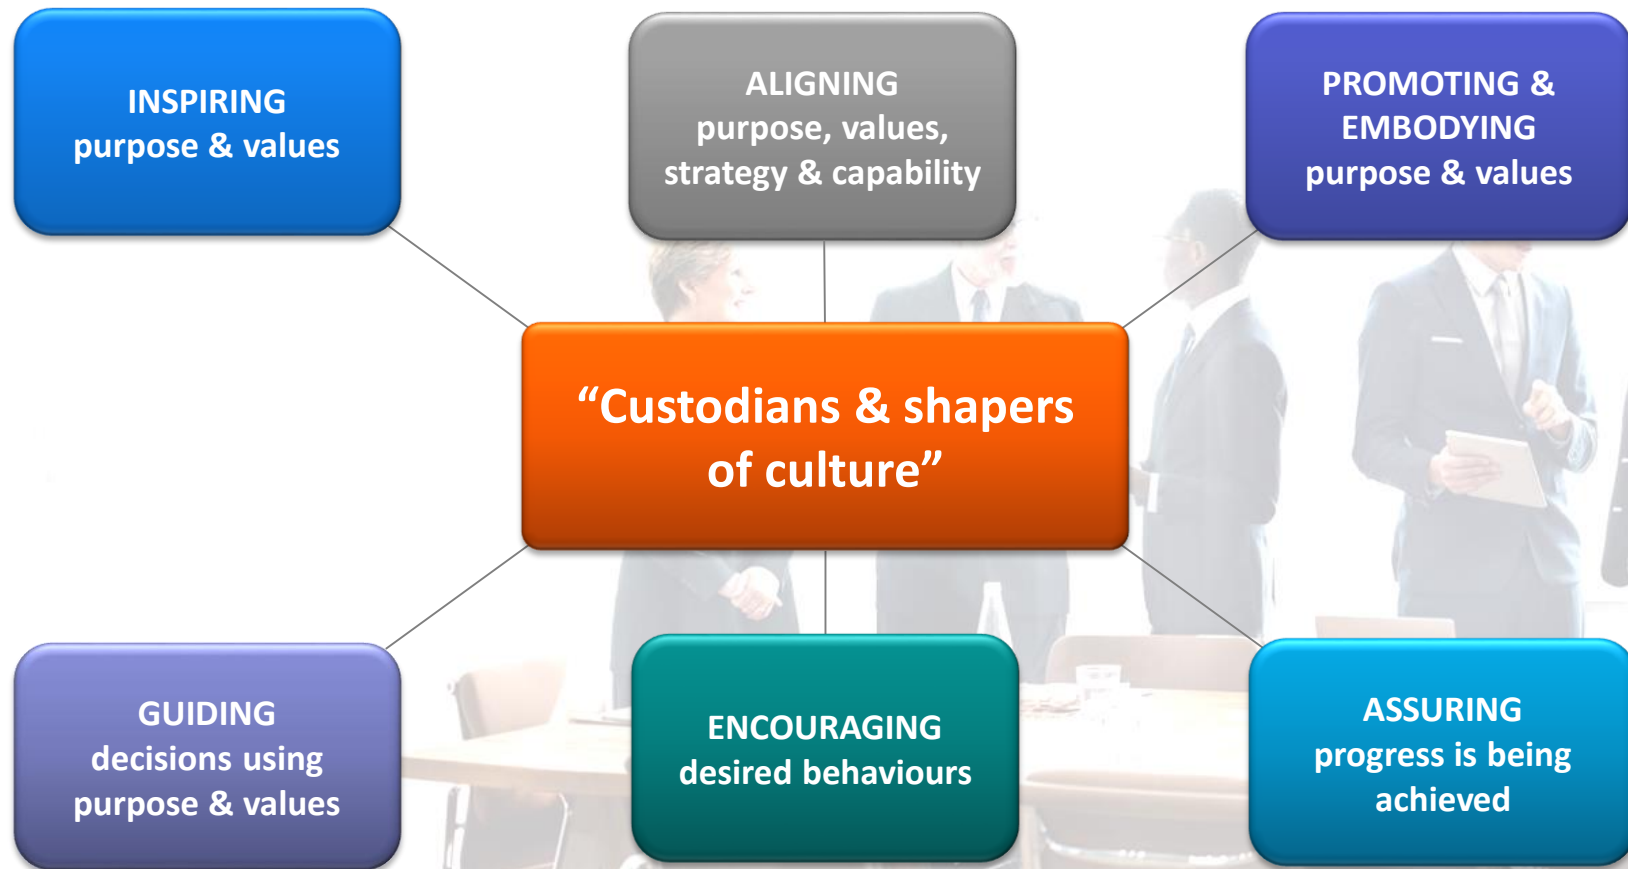 INSPIRING
purpose & values
ALIGNING
purpose, values,
strategy & capability
PROMOTING &
EMBODYING
purpose & values
“Custodians & shapers
of culture”
GUIDING
decisions using
purpose & values
ENCOURAGING
desired behaviours
ASSURING
progress is being
achieved